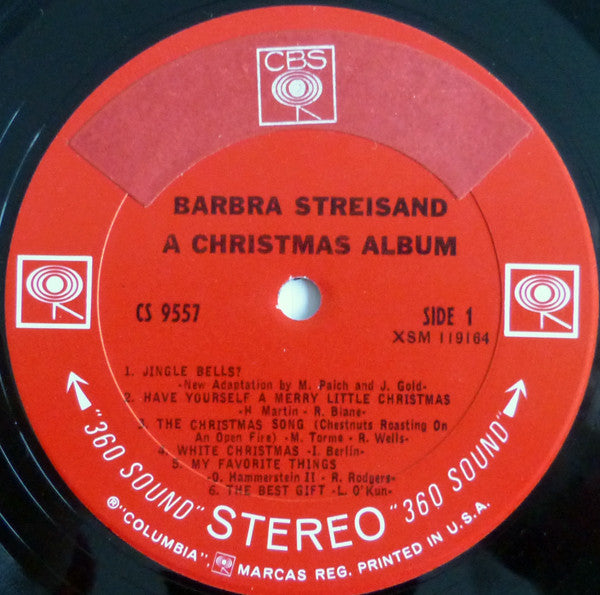 CBS
BARBRA STREISAND
A CHRISTMAS ALBUM
CS 9557
SIDE 1
XSM 119164
1. JINGLE BELLS?
-New Adaptation by M. Paich and J. Gold-
2. HAVE YOURSELF A MERRY LITTLE CHRISTMAS
-H Martin - R. Blane-
3. THE CHRISTMAS SONG (Chestnuts Roasting On
An Open Fire) -M. Torme - R. Wells-
4. WHITE CHRISTMAS -I. Berlin-
5. MY FAVORITE THINGS
-O. Hammerstein II - R. Rodgers-
6. THE BEST GIFT -L. O'Kun-
"360 SOUND" STEREO "360 SOUND"
® "COLUMBIA", MARCAS REG. PRINTED IN U.S.A.